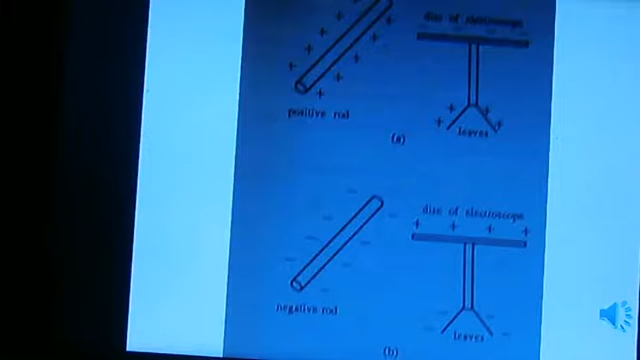 disc of electroscope
positive rod
leaves
(a)
disc of electroscope
negative rod
leaves
(b)